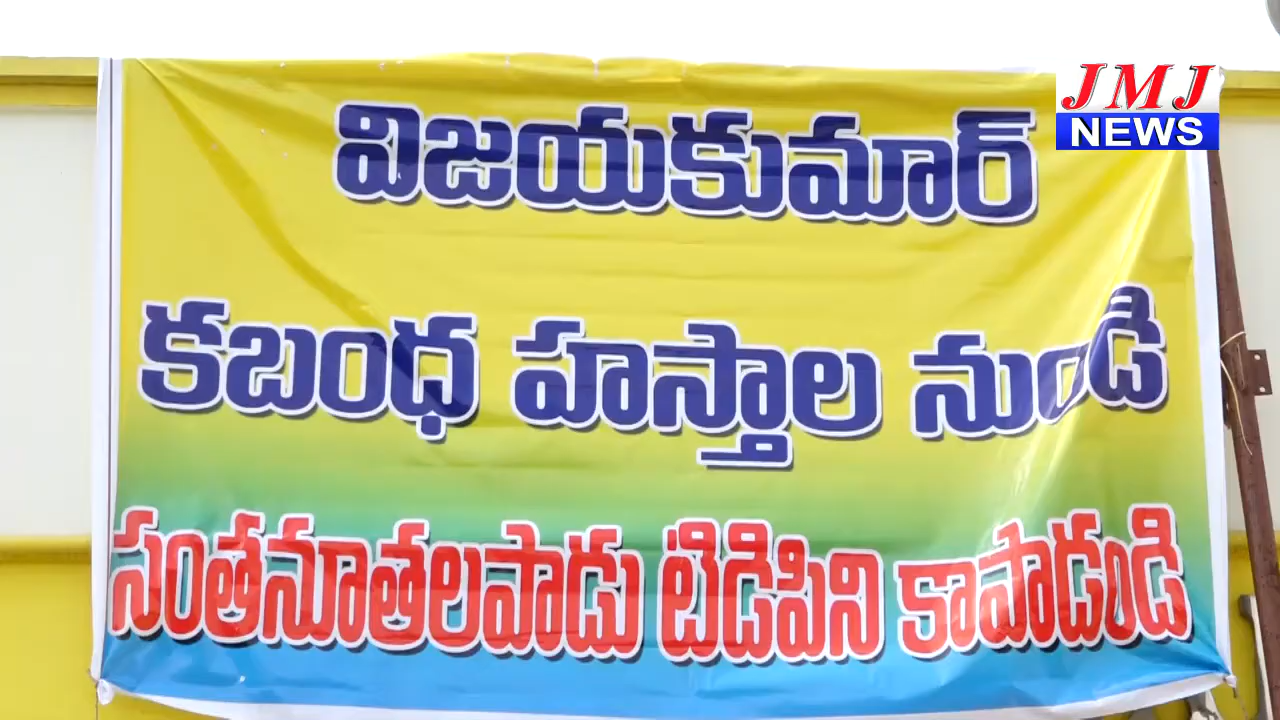 JMJ
NEWS
విజయకుమార్
కబంధ హస్తాల నుండి
సంతనూతలపాడు టిడిపిని కాపాడండి